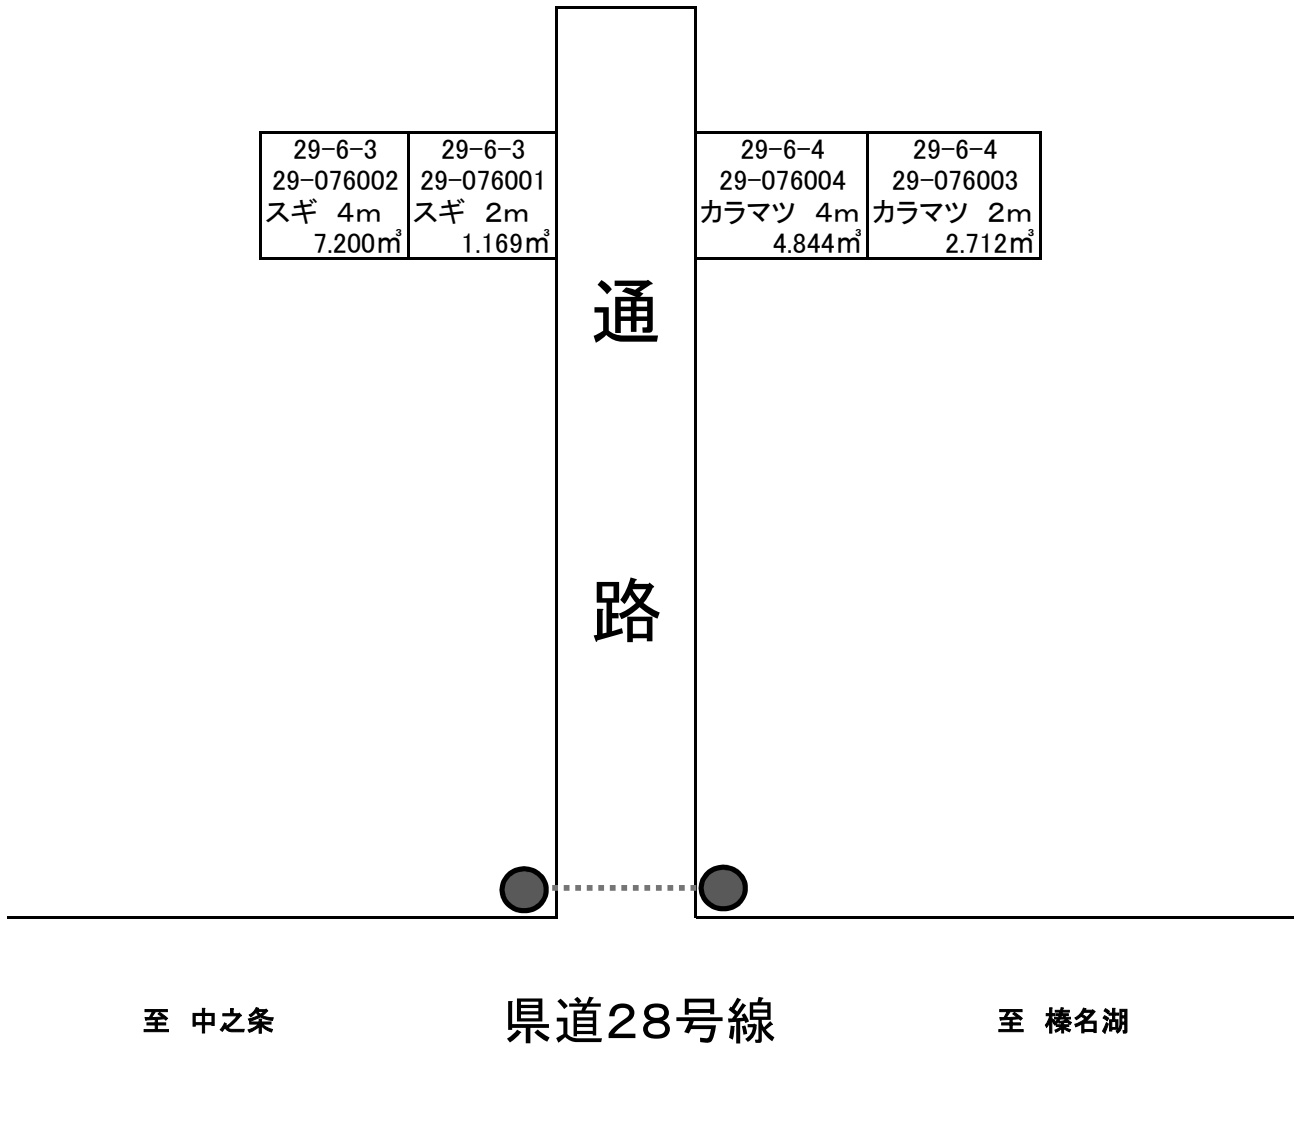 29-6-3
29-076002
スギ　4m
7.200㎥
29-6-3
29-076001
スギ　2m
1.169㎥
29-6-4
29-076004
カラマツ　4m
4.844㎥
29-6-4
29-076003
カラマツ　2m
2.712㎥
通
路
至　中之条
県道28号線
至　榛名湖